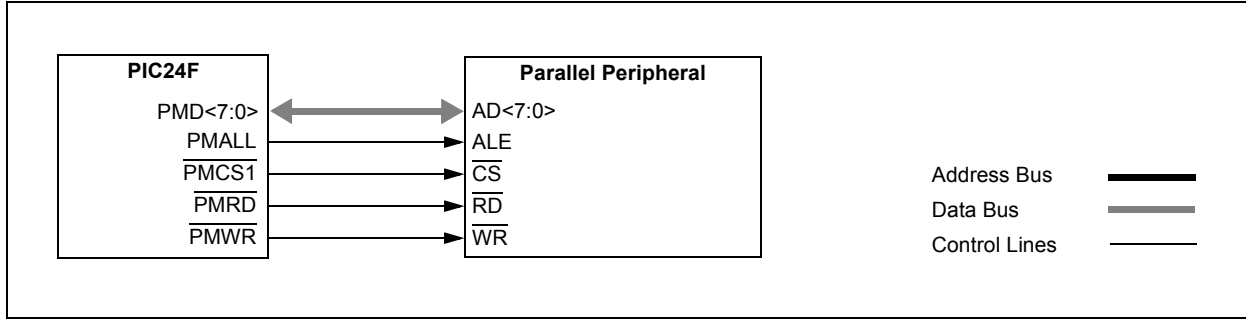 PIC24F
PMD<7:0>
PMALL
PMCS1
PMRD
PMWR
Parallel Peripheral
AD<7:0>
ALE
CS
RD
WR
Address Bus
Data Bus
Control Lines